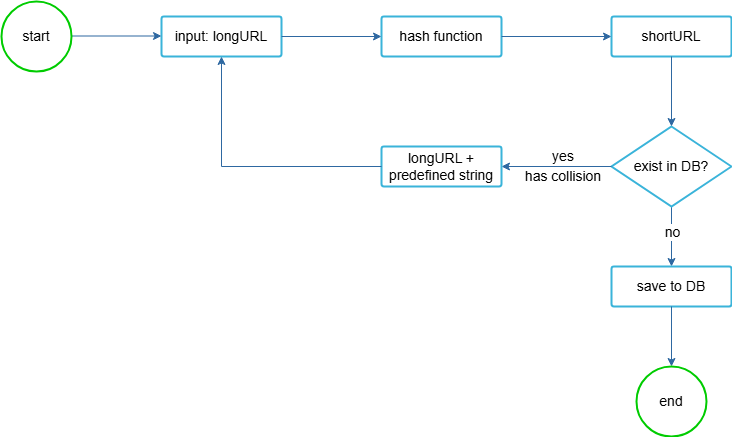 start
input: longURL
hash function
shortURL
longURL +
predefined string
yes
has collision
exist in DB?
no
save to DB
end